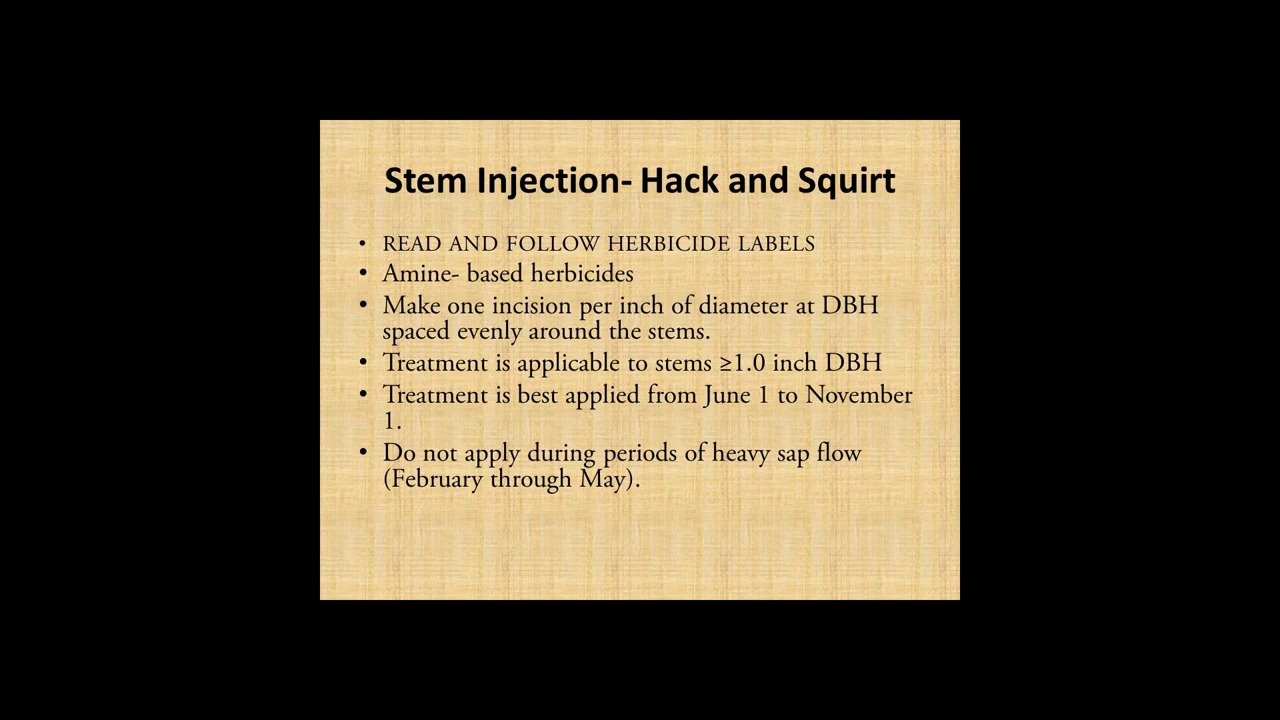 Stem Injection- Hack and Squirt
• READ AND FOLLOW HERBICIDE LABELS
• Amine- based herbicides
• Make one incision per inch of diameter at DBH
spaced evenly around the stems.
• Treatment is applicable to stems ≥1.0 inch DBH
• Treatment is best applied from June 1 to November
1.
• Do not apply during periods of heavy sap flow
(February through May).